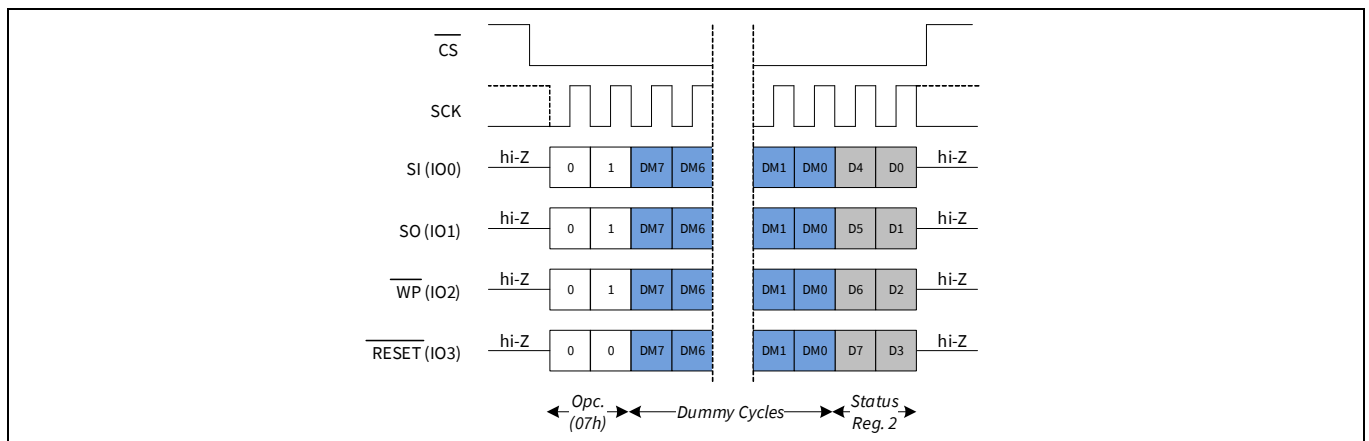 CS
SCK
SI (IO0) hi-Z 0 1 DM7 DM6 DM1 DM0 D4 D0 hi-Z
SO (IO1) hi-Z 0 1 DM7 DM6 DM1 DM0 D5 D1 hi-Z
WP (IO2) hi-Z 0 1 DM7 DM6 DM1 DM0 D6 D2 hi-Z
RESET (IO3) hi-Z 0 0 DM7 DM6 DM1 DM0 D7 D3 hi-Z
Opc. (07h) Dummy Cycles Status Reg. 2